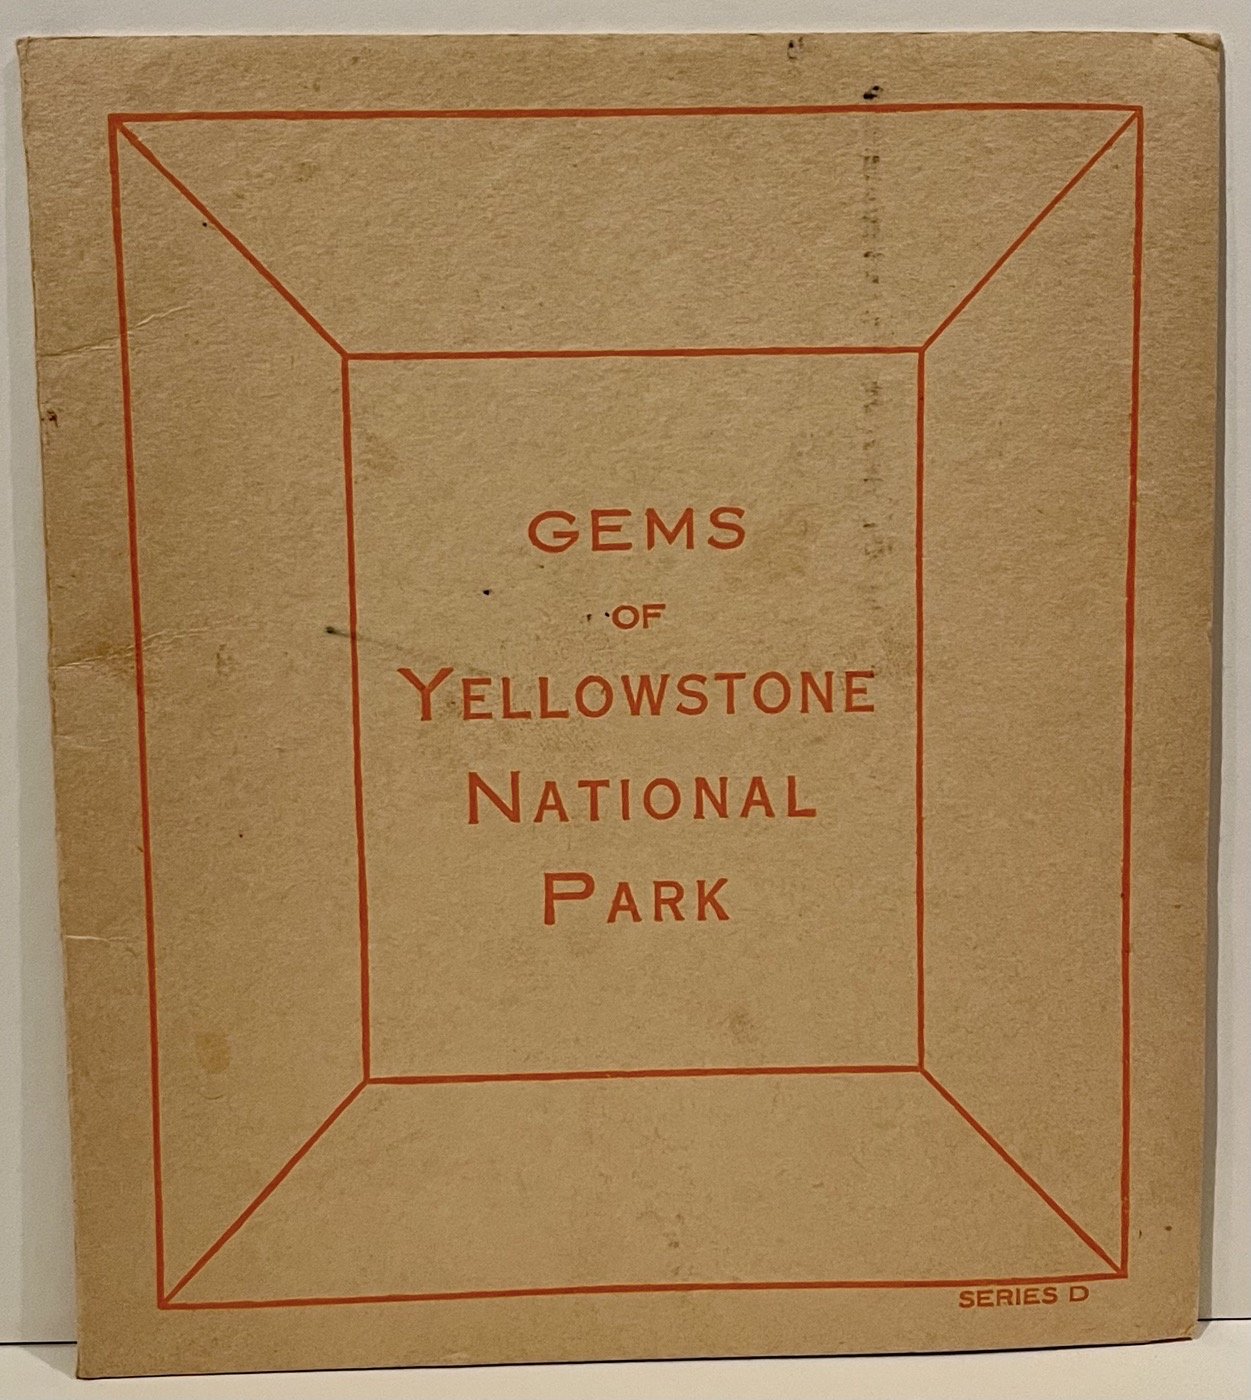 GEMS
OF
YELLOWSTONE
NATIONAL
PARK
SERIES D